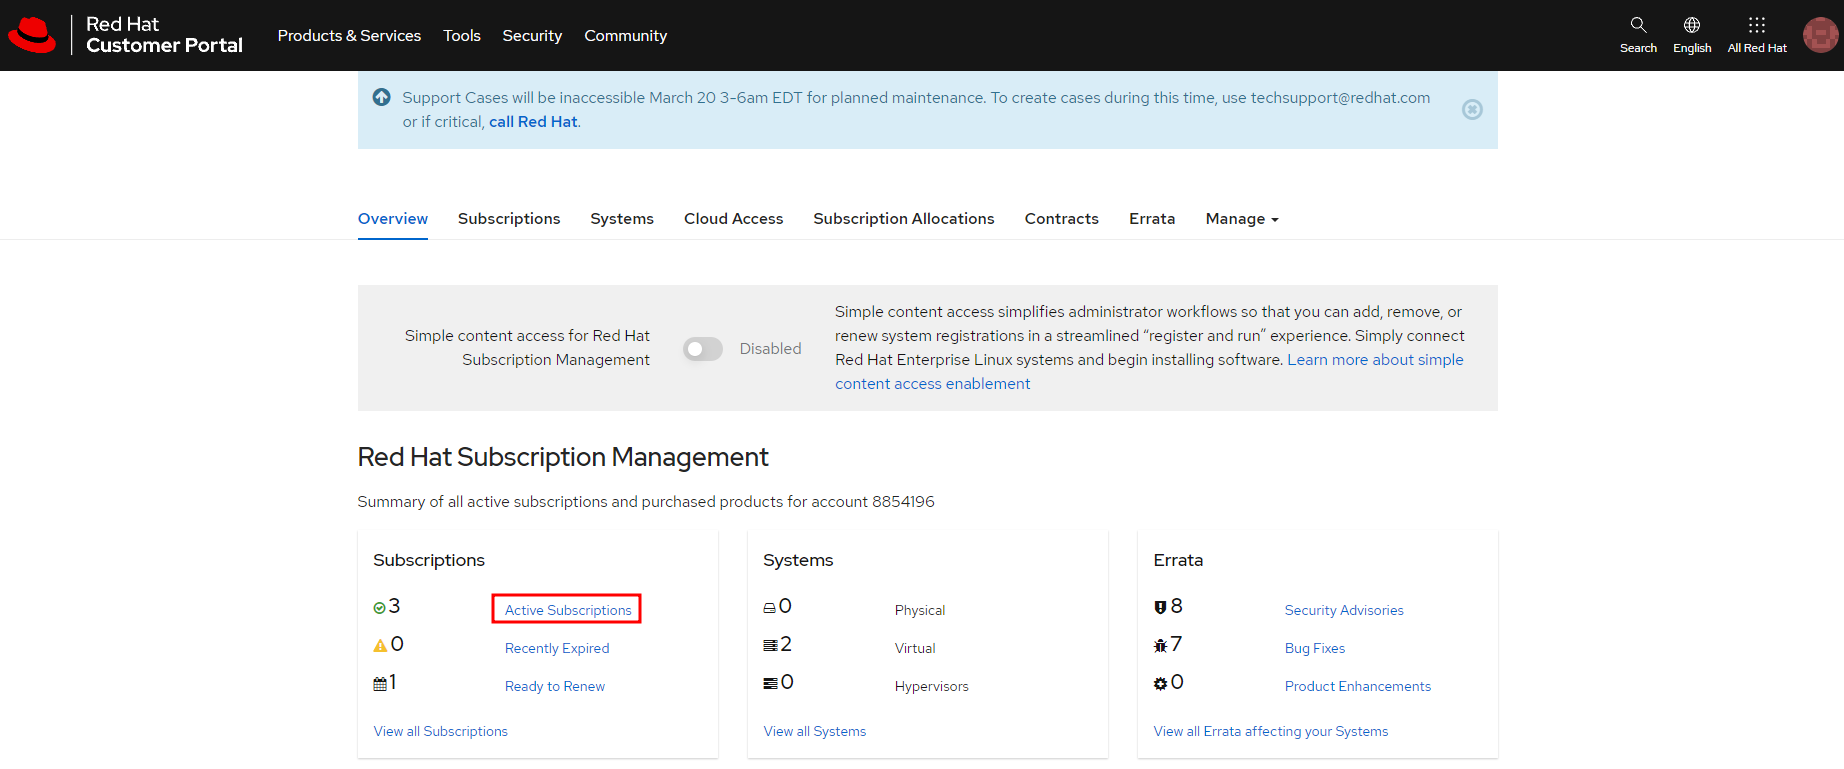 Red Hat
Customer Portal
Products & Services Tools Security Community
Search English All Red Hat
Support Cases will be inaccessible March 20 3-6am EDT for planned maintenance. To create cases during this time, use techsupport@redhat.com
or if critical, call Red Hat.
Overview Subscriptions Systems Cloud Access Subscription Allocations Contracts Errata Manage
Simple content access for Red Hat
Subscription Management
Disabled
Simple content access simplifies administrator workflows so that you can add, remove, or
renew system registrations in a streamlined “register and run” experience. Simply connect
Red Hat Enterprise Linux systems and begin installing software. Learn more about simple
content access enablement
Red Hat Subscription Management
Summary of all active subscriptions and purchased products for account 8854196
Subscriptions
3 Active Subscriptions
0 Recently Expired
1 Ready to Renew
View all Subscriptions
Systems
0 Physical
2 Virtual
0 Hypervisors
View all Systems
Errata
8 Security Advisories
7 Bug Fixes
0 Product Enhancements
View all Errata affecting your Systems